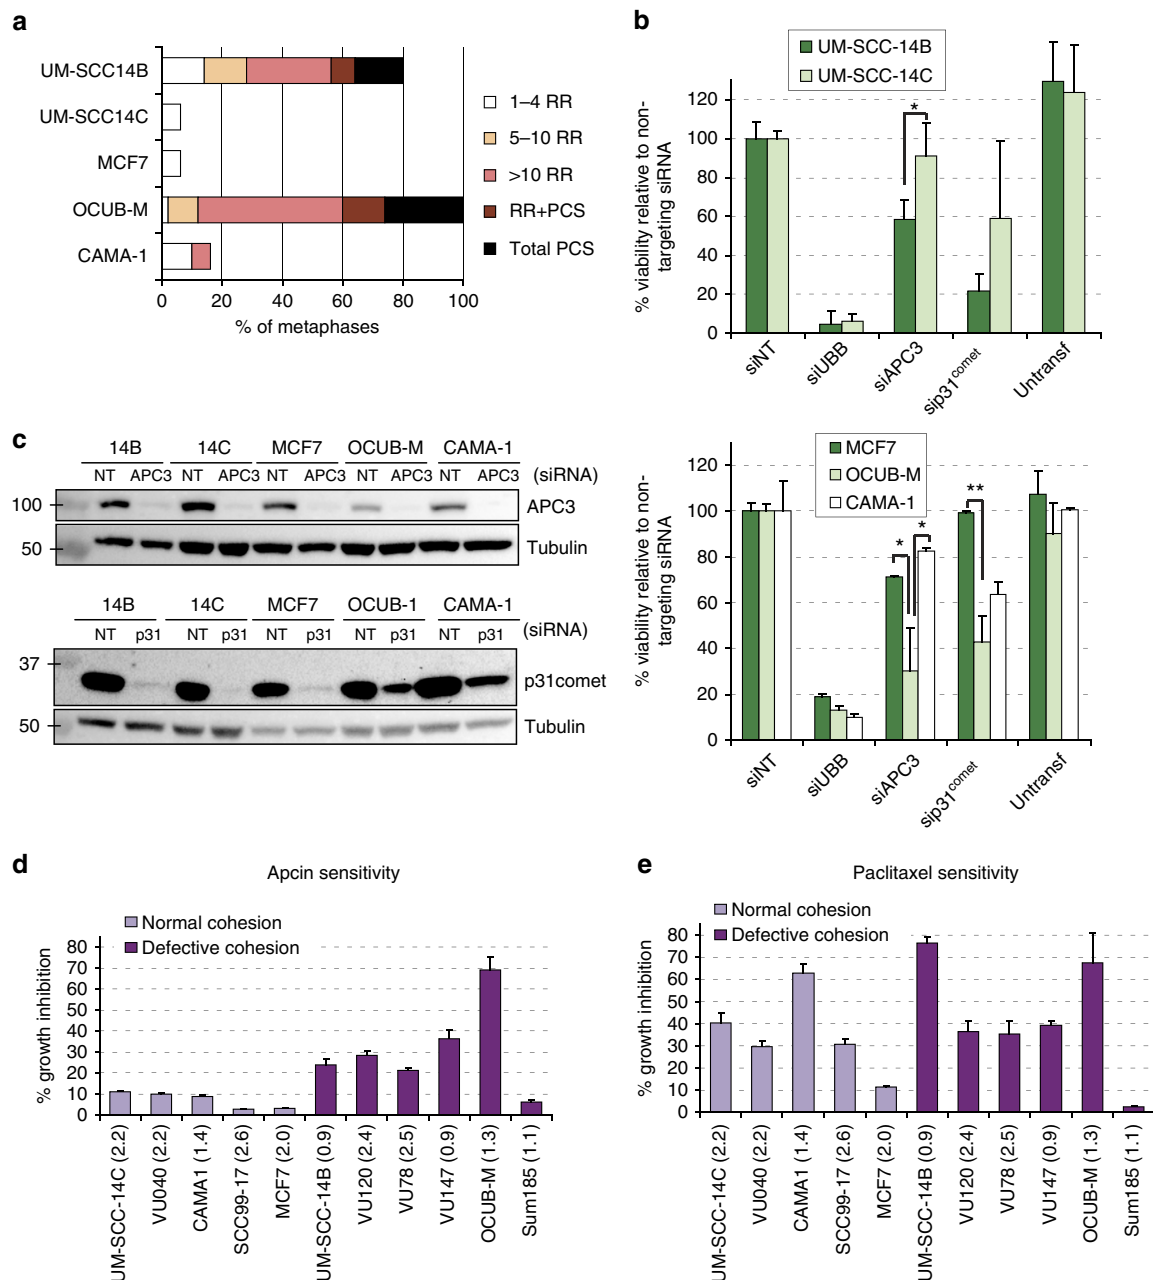 a
UM-SCC14B
UM-SCC14C
MCF7
OCUB-M
CAMA-1
0 20 40 60 80 100
% of metaphases
1–4 RR
5–10 RR
>10 RR
RR+PCS
Total PCS
b
% viability relative to non-
targeting siRNA
UM-SCC-14B
UM-SCC-14C
120
100
80
60
40
20
0
*
siNT siUBB siAPC3 sip31comet Untransf
% viability relative to non-
targeting siRNA
MCF7
OCUB-M
CAMA-1
120
100
80
60
40
20
0
* * **
siNT siUBB siAPC3 sip31comet Untransf
c
14B 14C MCF7 OCUB-M CAMA-1
NT APC3 NT APC3 NT APC3 NT APC3 NT APC3 (siRNA)
100 APC3
50 Tubulin
14B 14C MCF7 OCUB-1 CAMA-1
NT p31 NT p31 NT p31 NT p31 NT p31 (siRNA)
37
p31comet
50 Tubulin
d
Apcin sensitivity
Normal cohesion
Defective cohesion
% growth inhibition
80
70
60
50
40
30
20
10
0
UM-SCC-14C (2.2)
VU040 (2.2)
CAMA1 (1.4)
SCC99-17 (2.6)
MCF7 (2.0)
UM-SCC-14B (0.9)
VU120 (2.4)
VU78 (2.5)
VU147 (0.9)
OCUB-M (1.3)
Sum185 (1.1)
e
Paclitaxel sensitivity
Normal cohesion
Defective cohesion
% growth inhibition
80
70
60
50
40
30
20
10
0
UM-SCC-14C (2.2)
VU040 (2.2)
CAMA1 (1.4)
SCC99-17 (2.6)
MCF7 (2.0)
UM-SCC-14B (0.9)
VU120 (2.4)
VU78 (2.5)
VU147 (0.9)
OCUB-M (1.3)
Sum185 (1.1)